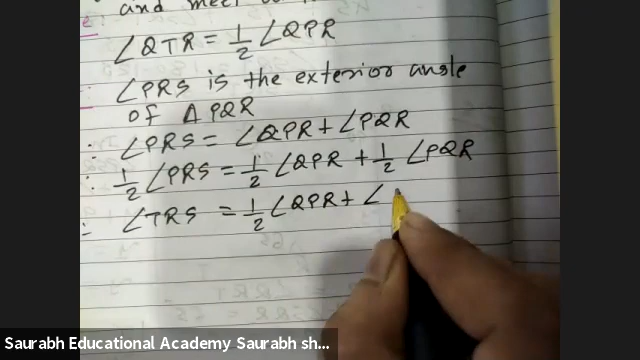 and meet
∠QTR = 1/2 ∠QPR
∵ ∠PRS is the exterior angle
of Δ PQR
∴ ∠PRS = ∠QPR + ∠PQR
1/2 ∠PRS = 1/2 ∠QPR + 1/2 ∠PQR
∠TRS = 1/2 ∠QPR + ∠
Saurabh Educational Academy Saurabh sh...